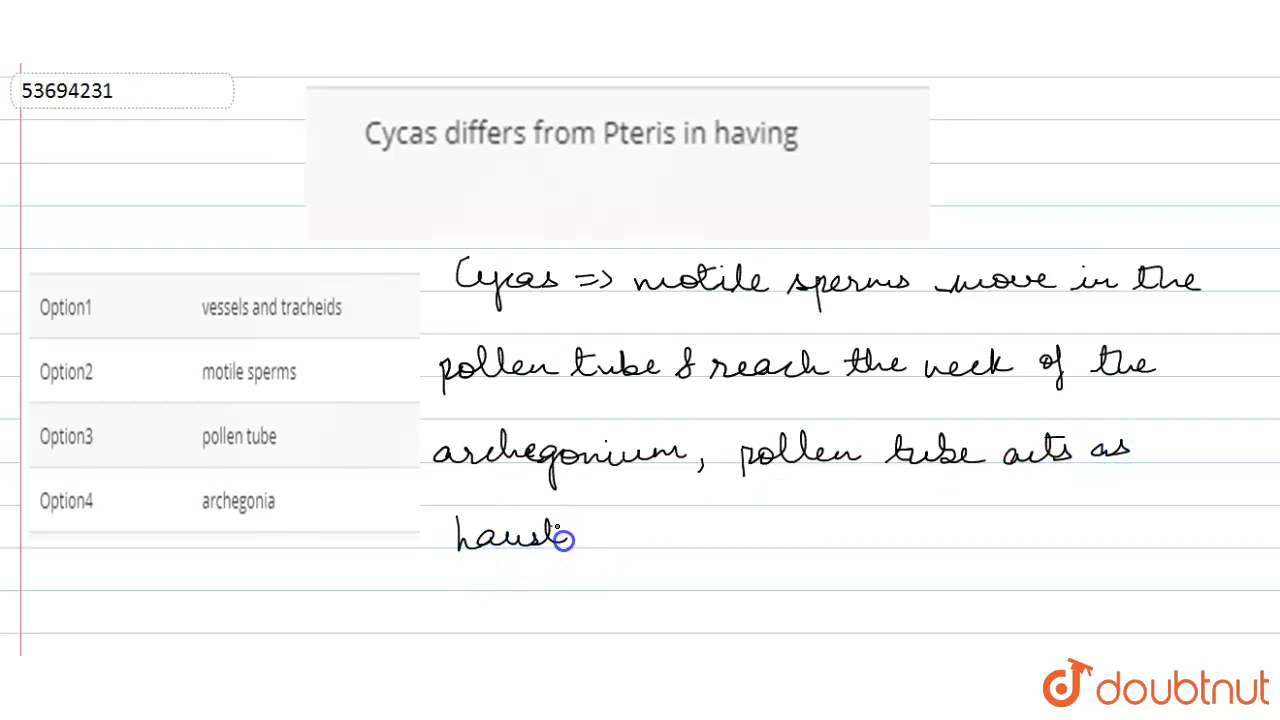 53694231
Cycas differs from Pteris in having
Option1 vessels and tracheids
Option2 motile sperms
Option3 pollen tube
Option4 archegonia
Cycas => motile sperms move in the
pollen tube & reach the neck of the
archegonium, pollen tube acts as
haust
doubtnut